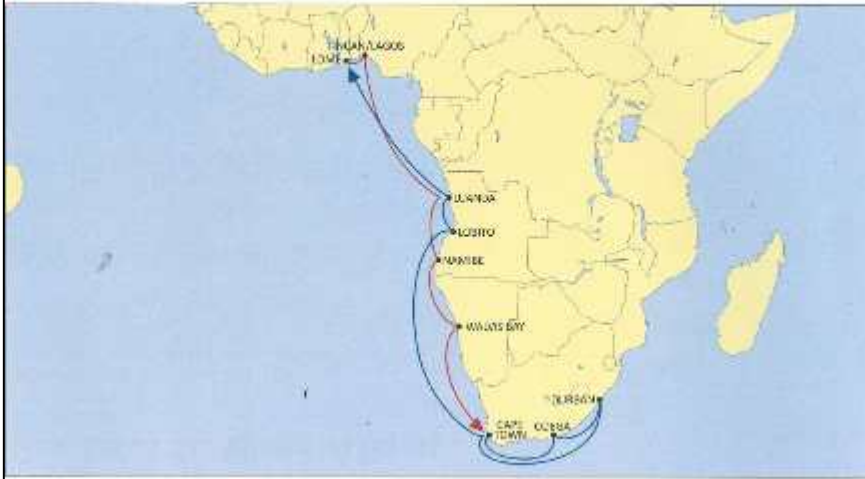 TINCAN/LAGOS
LOME
LUANDA
LOBITO
NAMIBE
WALVIS BAY
DURBAN
CAPE
TOWN
COEGA